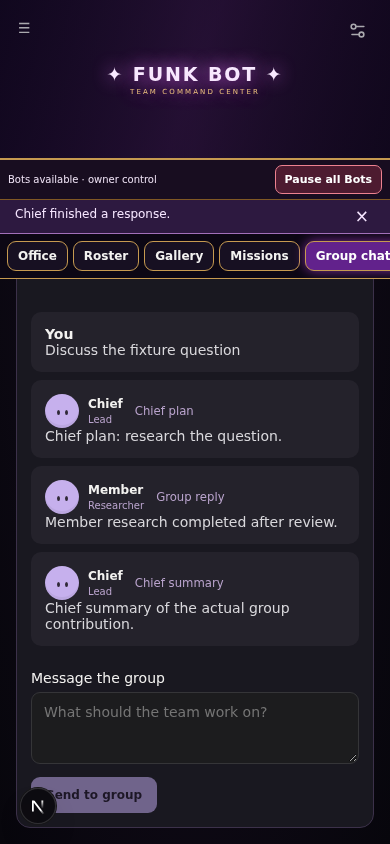 ✦ FUNK BOT ✦
TEAM COMMAND CENTER
Bots available · owner control
Pause all Bots
Chief finished a response.
Office
Roster
Gallery
Missions
Group chat
You
Discuss the fixture question
Chief
Lead
Chief plan
Chief plan: research the question.
Member
Researcher
Group reply
Member research completed after review.
Chief
Lead
Chief summary
Chief summary of the actual group
contribution.
Message the group
What should the team work on?
Send to group
N